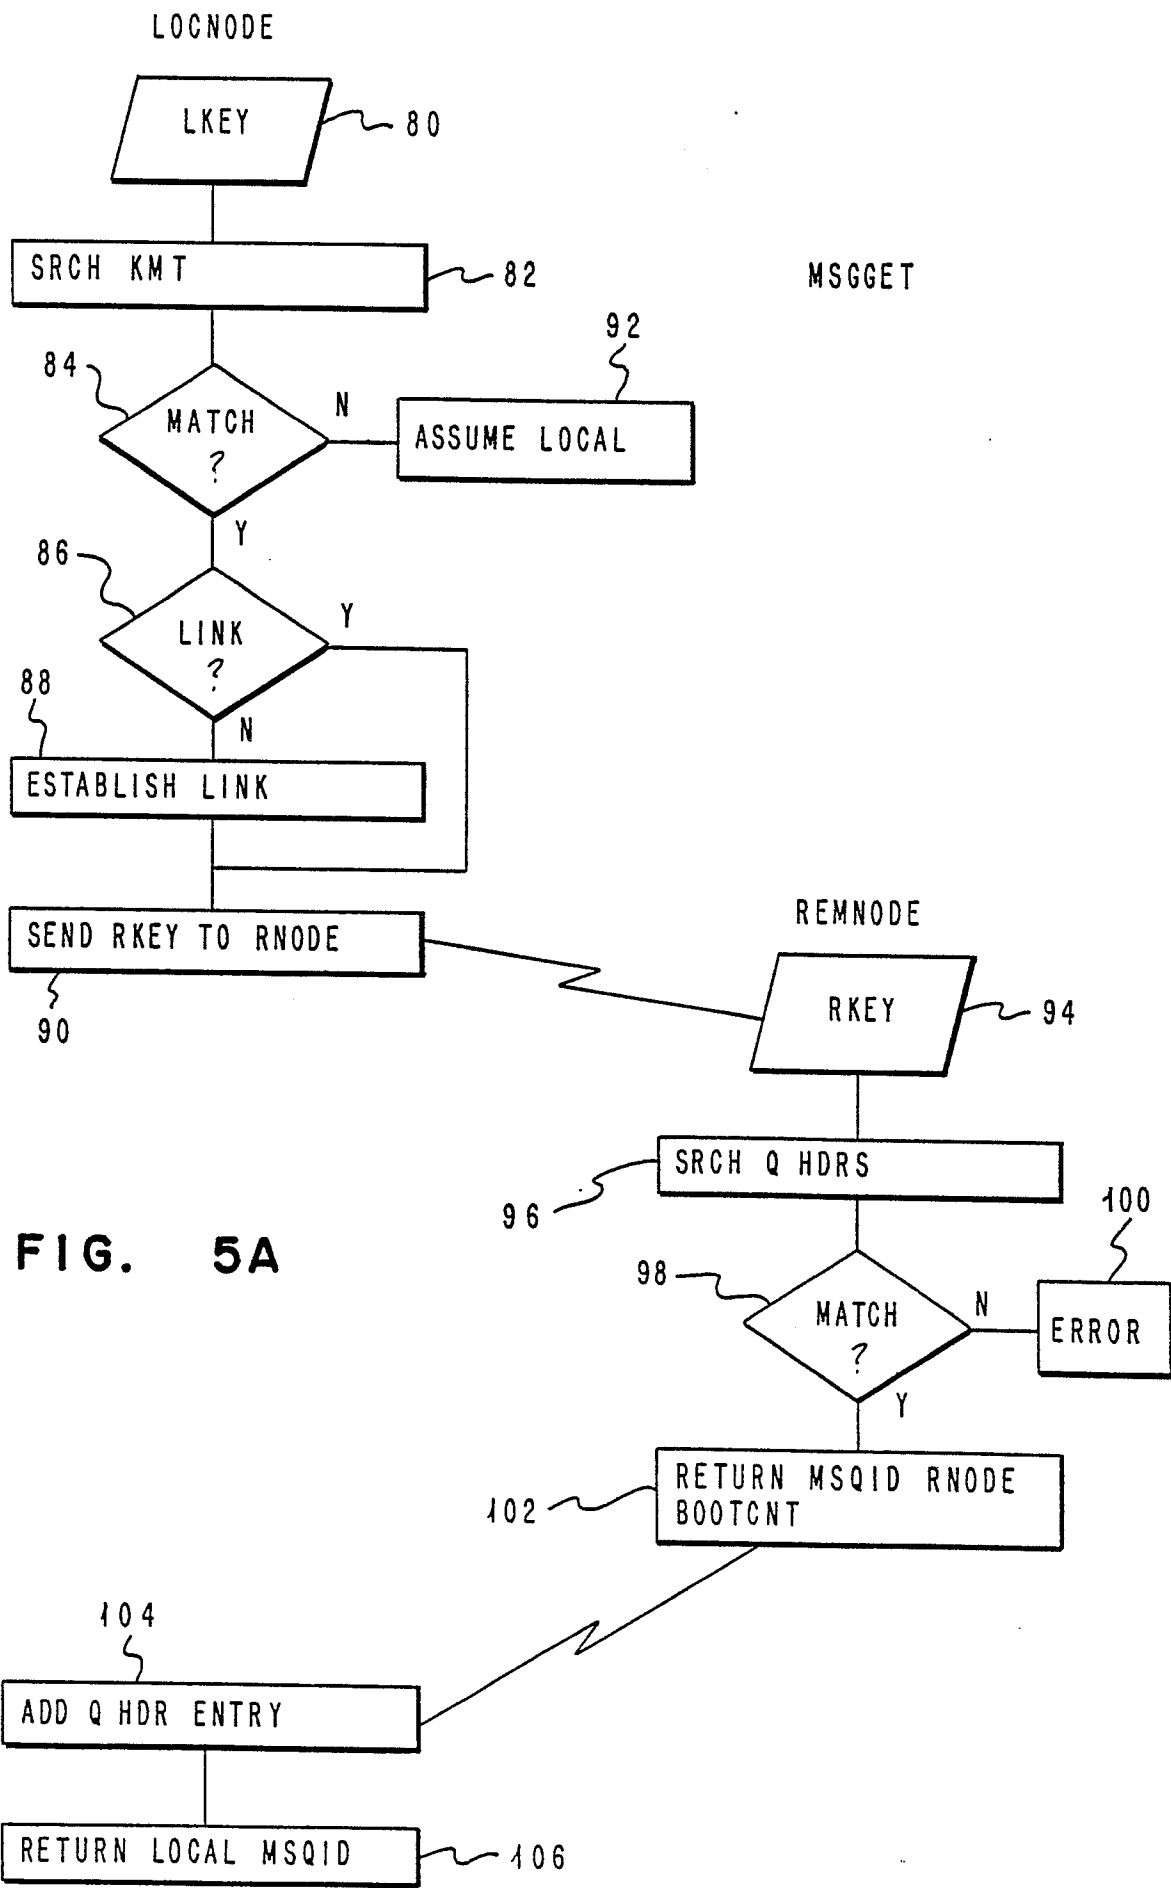 LOCNODE
LKEY
80
SRCH KMT
82
MSGGET
92
84
MATCH
?
N
ASSUME LOCAL
Y
86
LINK
?
Y
88
N
ESTABLISH LINK
SEND RKEY TO RNODE
90
REMNODE
RKEY
94
SRCH Q HDRS
96
100
FIG. 5A
98
MATCH
?
N
ERROR
Y
RETURN MSQID RNODE
BOOTCNT
102
104
ADD Q HDR ENTRY
RETURN LOCAL MSQID
106